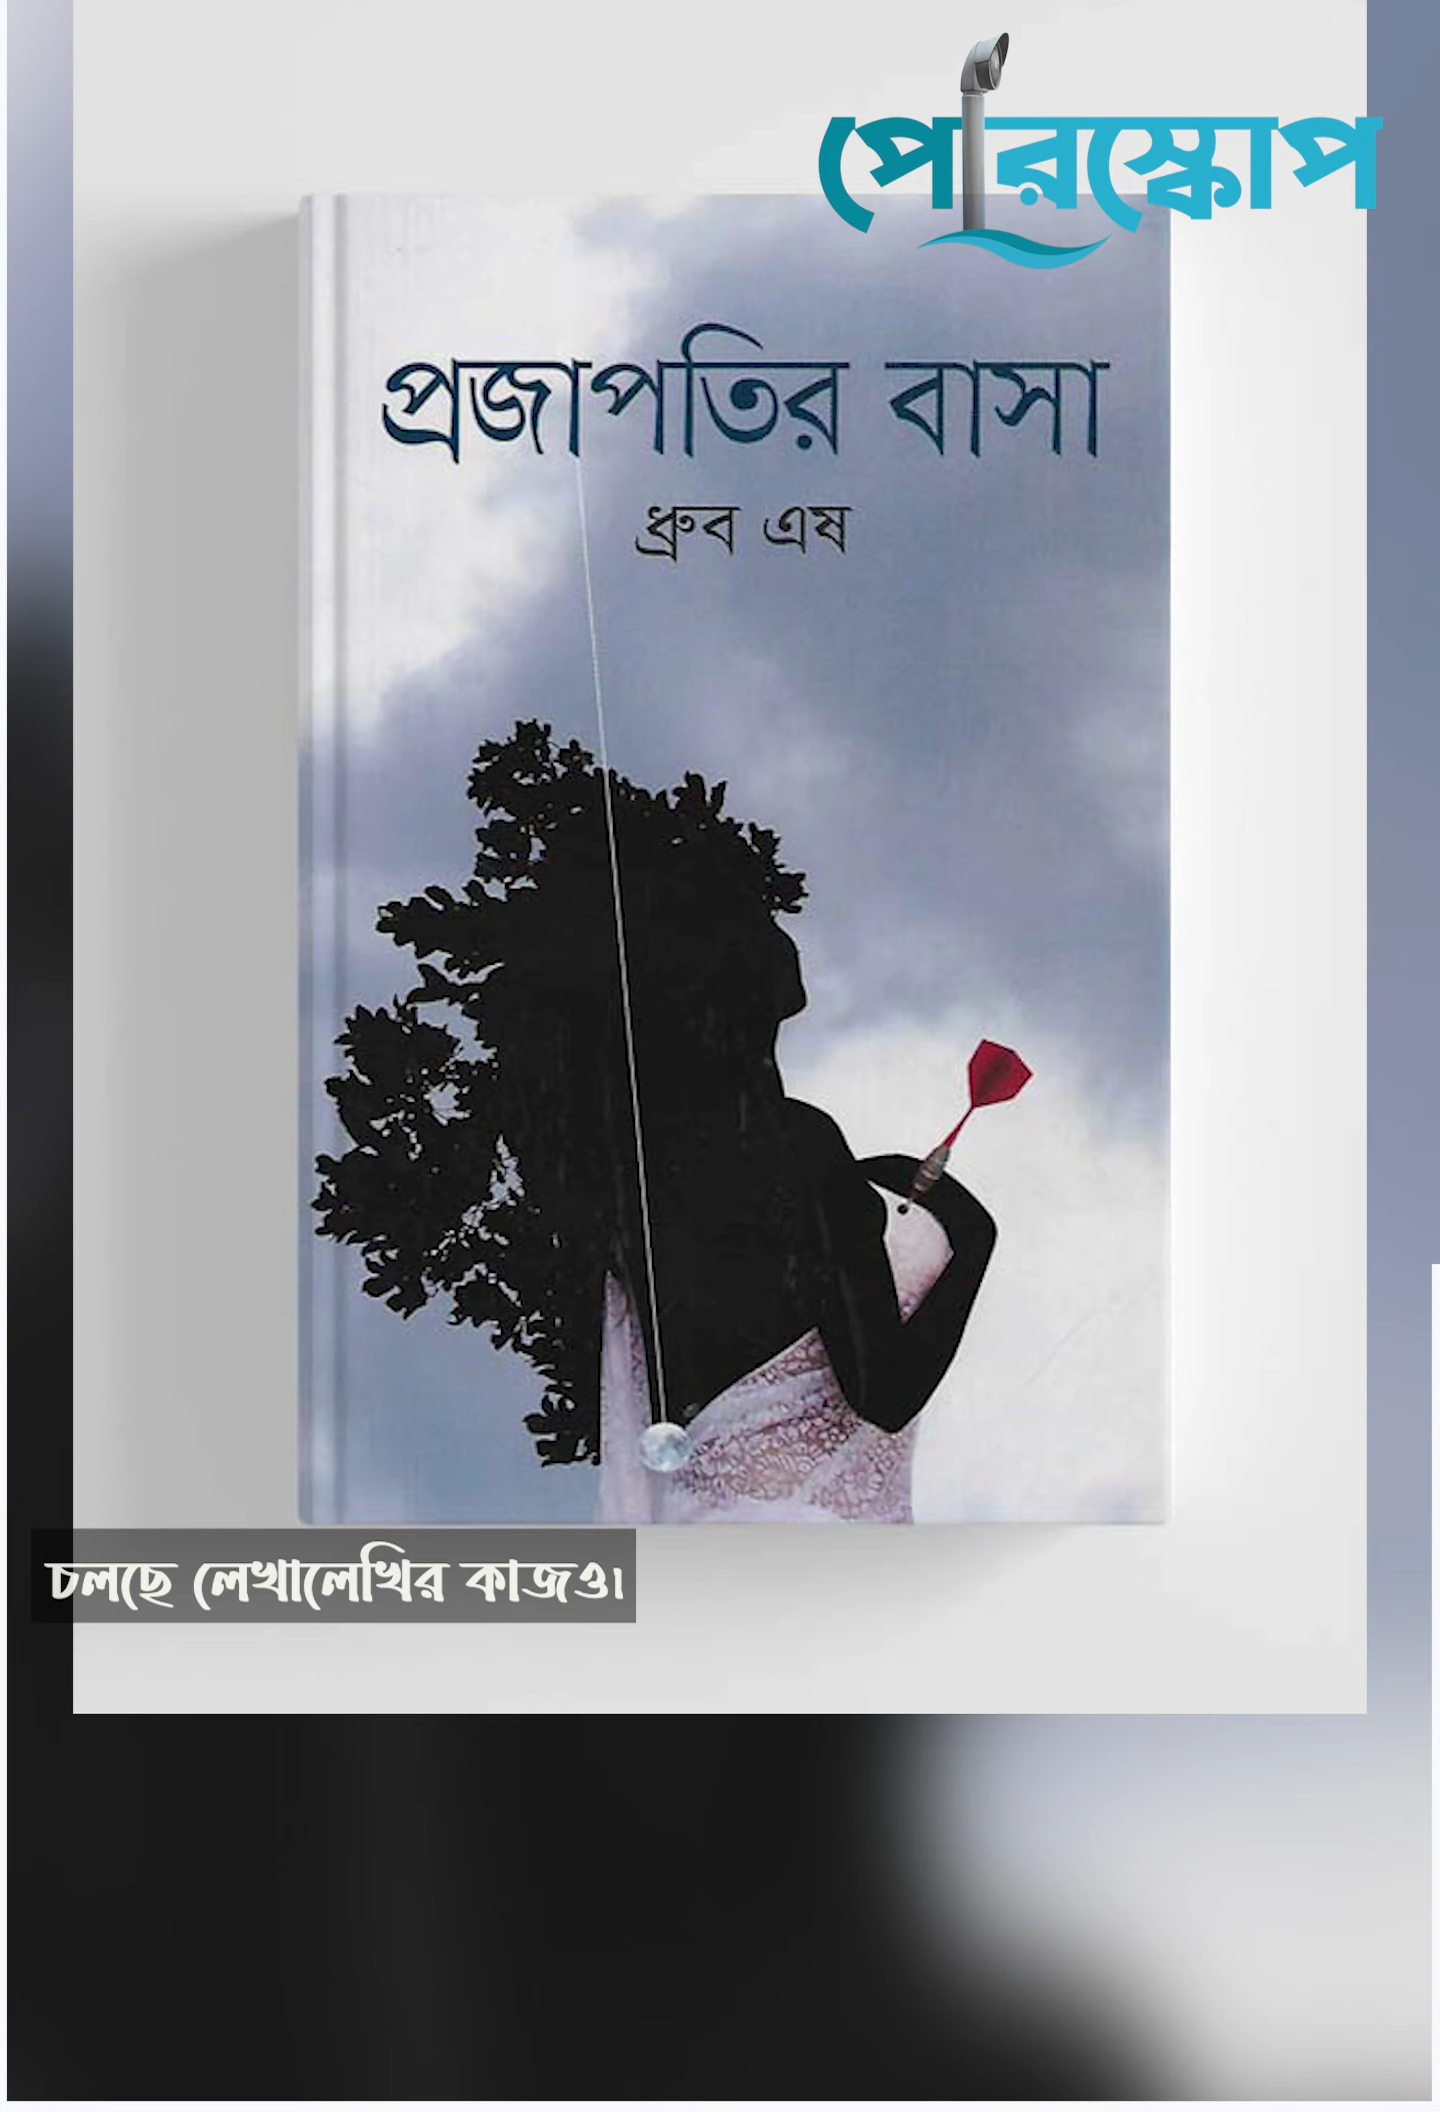 পেরিস্কোপ
প্রজাপতির বাসা
ধ্রুব এষ
চলছে লেখালেখির কাজও।